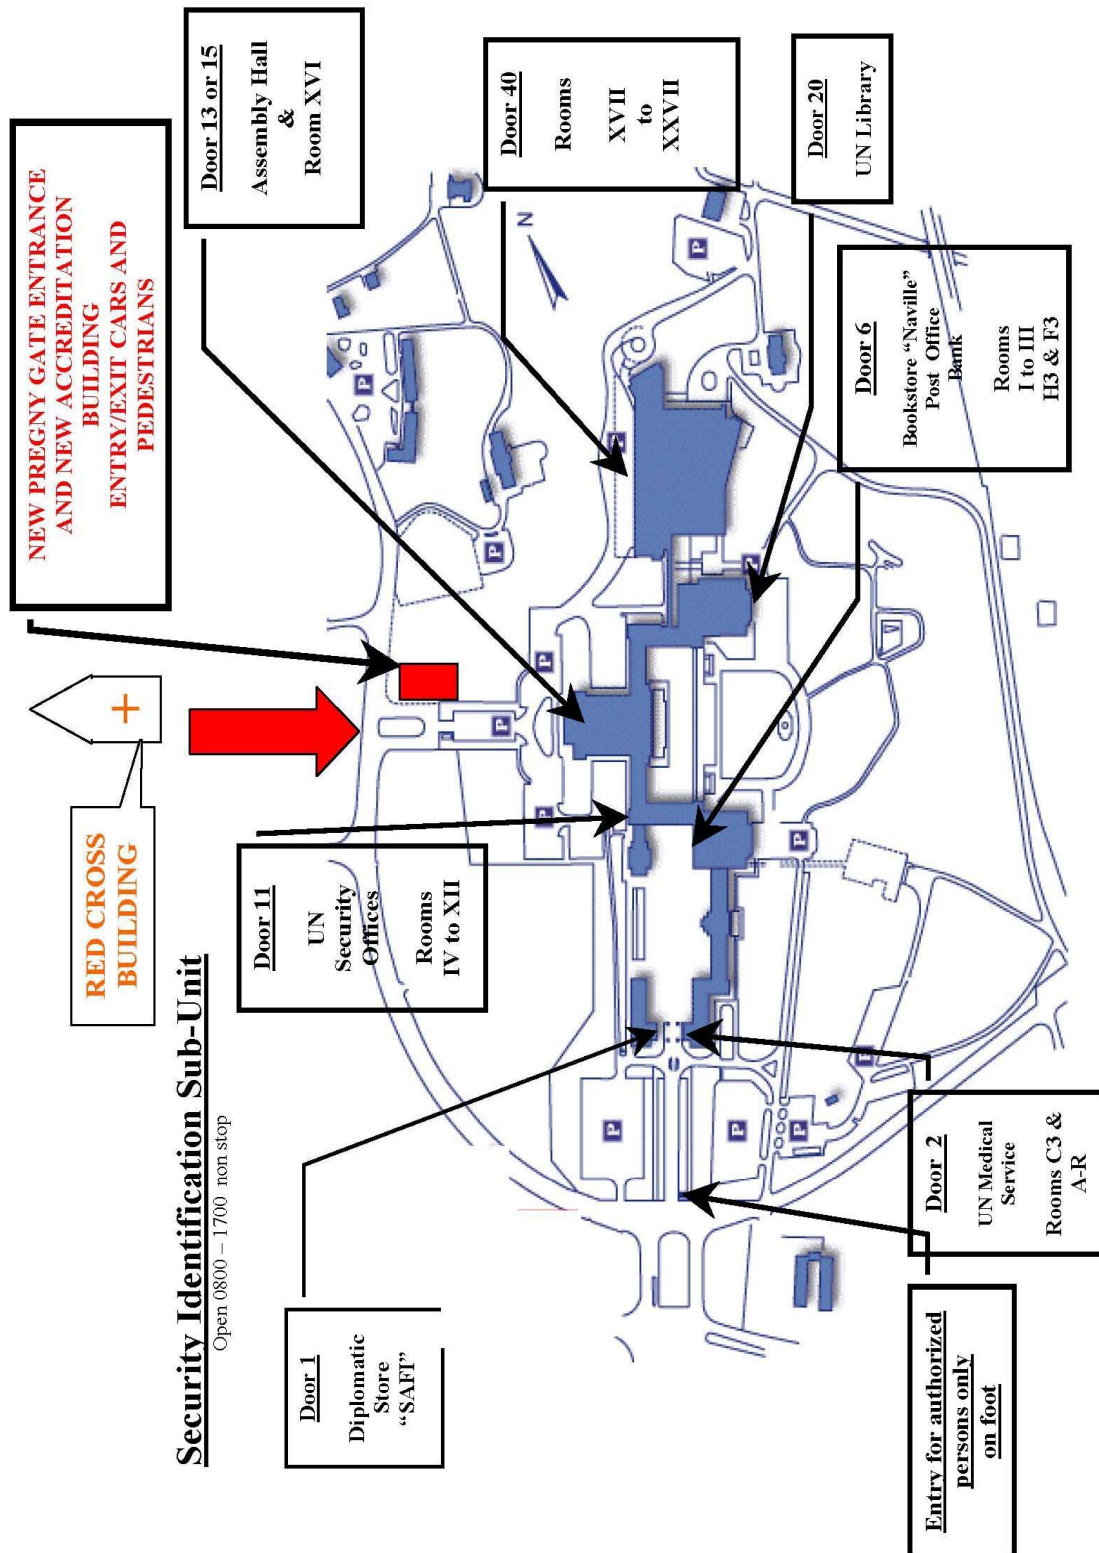 Security Identification Sub-Unit
Open 0800 – 1700  non stop
RED CROSS
BUILDING
NEW PREGNY GATE ENTRANCE
AND NEW ACCREDITATION
BUILDING
ENTRY/EXIT CARS AND
PEDESTRIANS
Door 1
Diplomatic
Store
“SAFI”
Door 11
UN
Security
Offices
Rooms
IV to XII
Door 13 or 15
Assembly Hall
&
Room XVI
Door 40
Rooms
XVII
to
XXVII
Door 20
UN Library
Door 6
Bookstore “Naville”
Post Office
Bank
Rooms
I to III
H3 & F3
Door 2
UN Medical
Service
Rooms C3 &
A-R
Entry for authorized
persons only
on foot
N
P
P
P
P
P
P
P
P
P
P
P
P
P
P